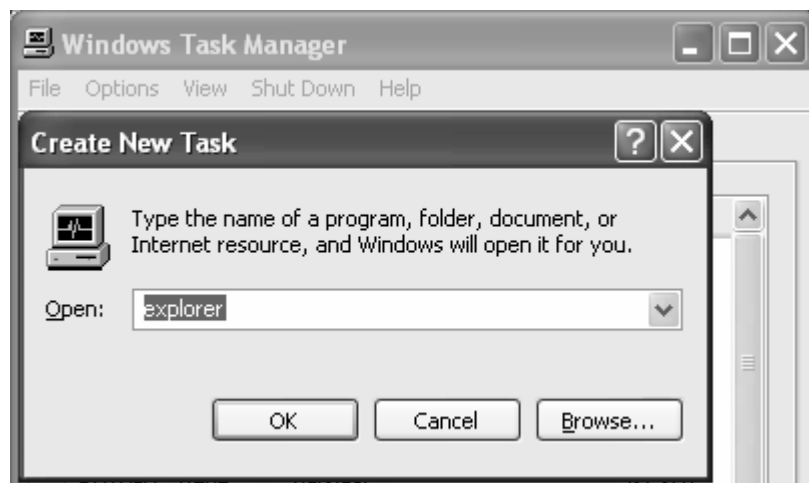 Windows Task Manager
File Options View Shut Down Help
Create New Task
Type the name of a program, folder, document, or
Internet resource, and Windows will open it for you.
Open: explorer
OK Cancel Browse...